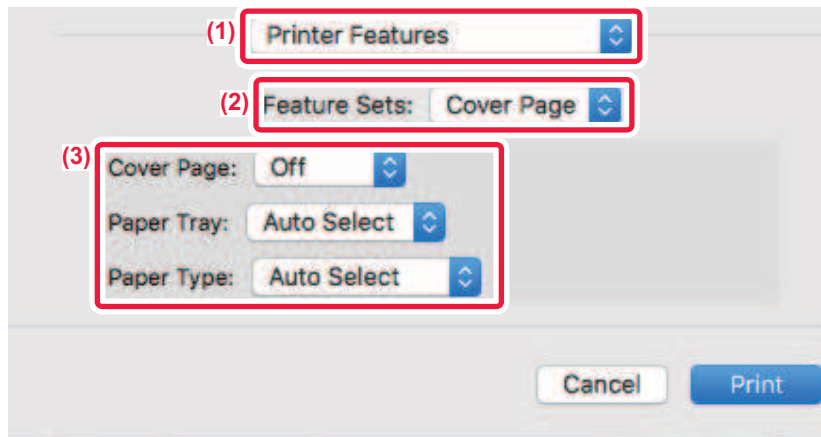 (1) Printer Features
(2) Feature Sets: Cover Page
(3) Cover Page: Off
Paper Tray: Auto Select
Paper Type: Auto Select
Cancel Print